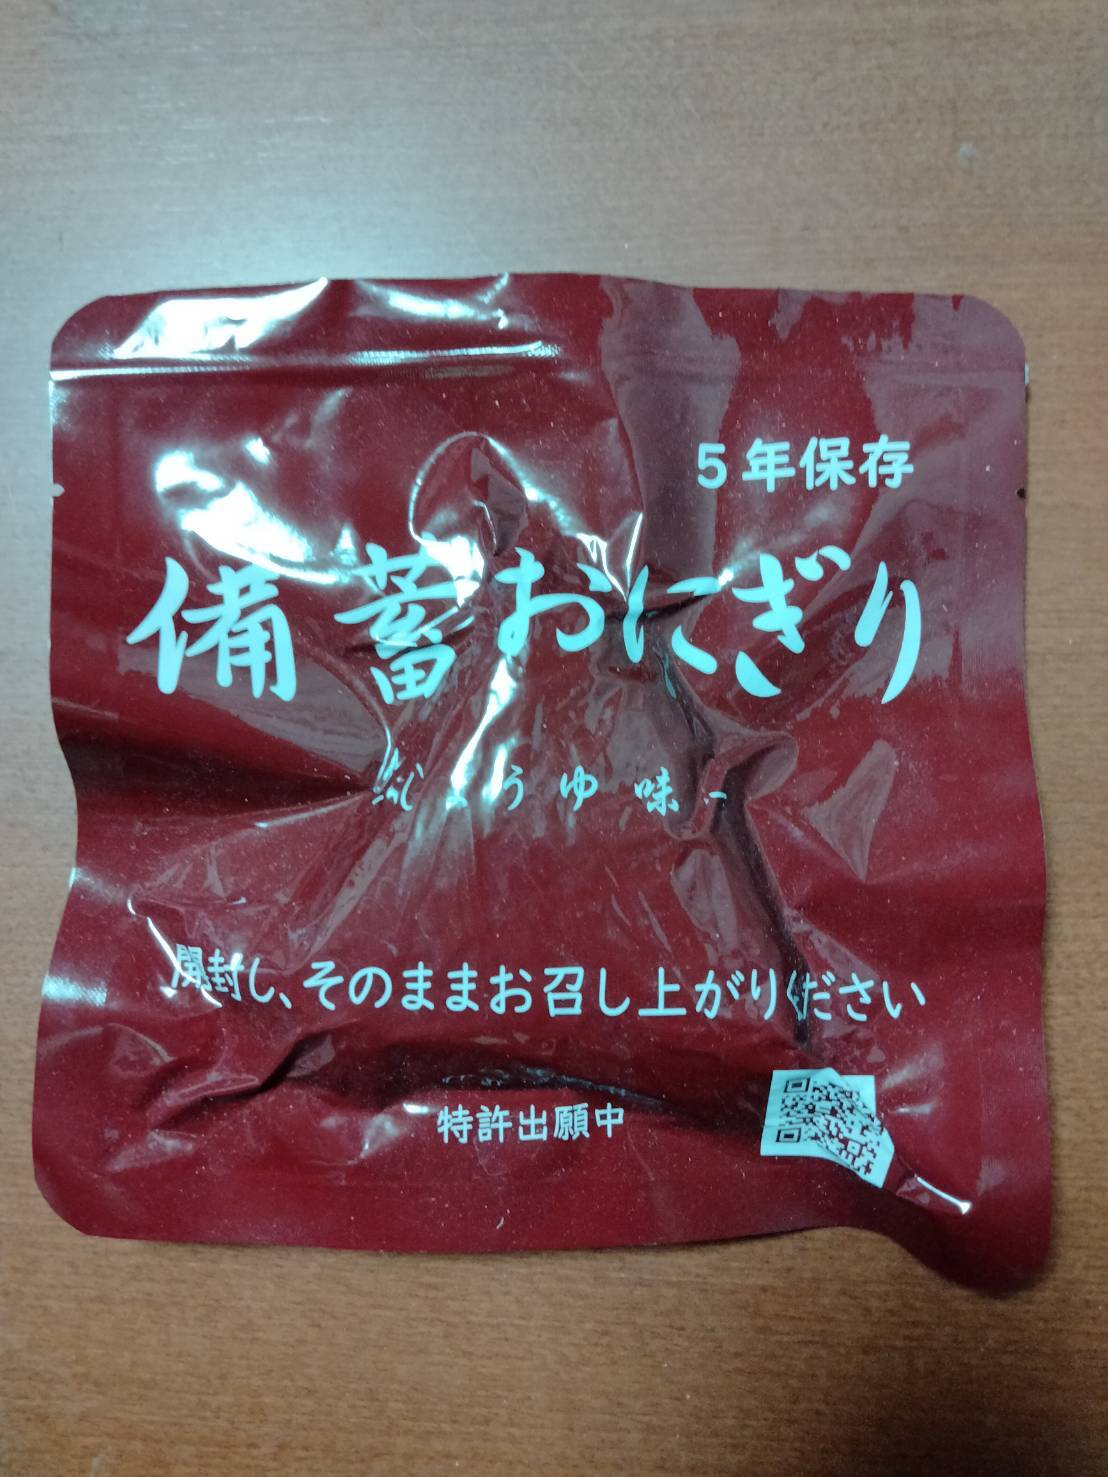 5年保存
備蓄おにぎり
-しょうゆ味-
開封し、そのままお召し上がりください
特許出願中